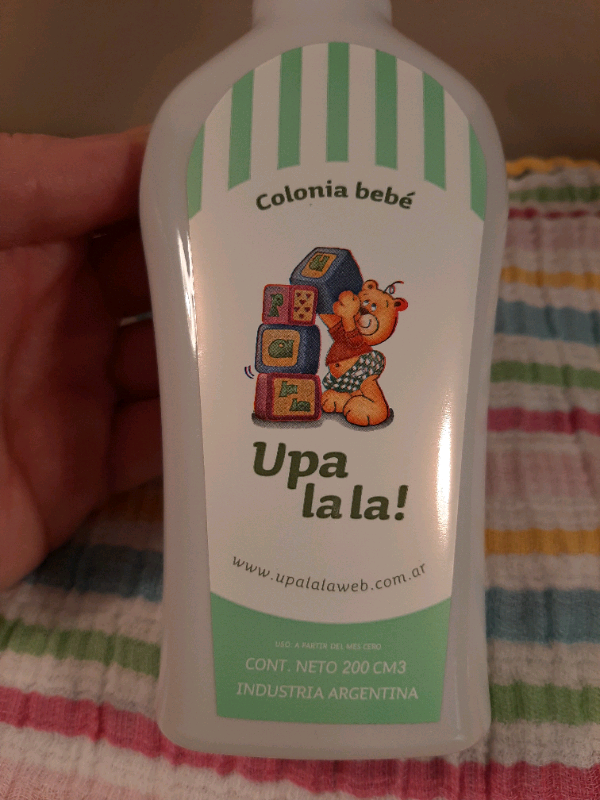 Colonia bebé
Upa
la la!
www.upalalaweb.com.ar
USO: A PARTIR DEL MES CERO
CONT. NETO 200 CM3
INDUSTRIA ARGENTINA